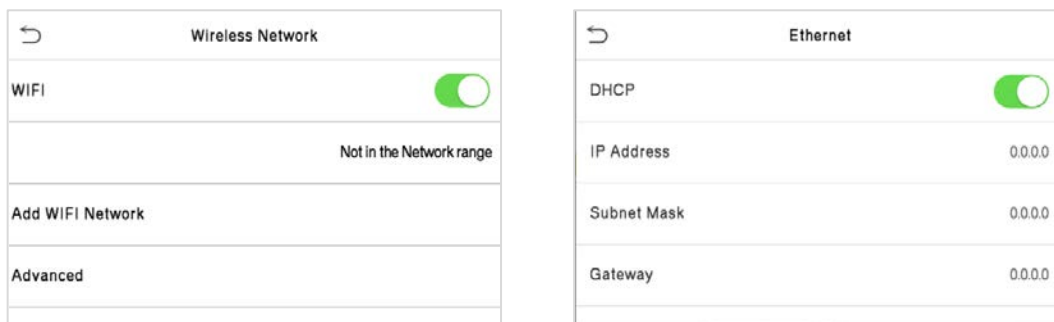 Wireless Network
WIFI
Not in the Network range
Add WIFI Network
Advanced
Ethernet
DHCP
IP Address 0.0.0.0
Subnet Mask 0.0.0.0
Gateway 0.0.0.0